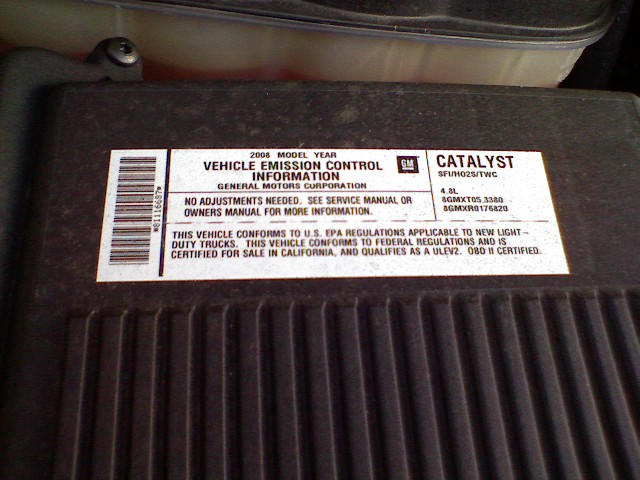 *81116687*
2008 MODEL YEAR
VEHICLE EMISSION CONTROL
INFORMATION
GENERAL MOTORS CORPORATION
GM
NO ADJUSTMENTS NEEDED. SEE SERVICE MANUAL OR
OWNERS MANUAL FOR MORE INFORMATION.
CATALYST
SFI/HO2S/TWC
4.8L
8GMXT05.3380
8GMXR0176820
THIS VEHICLE CONFORMS TO U.S. EPA REGULATIONS APPLICABLE TO NEW LIGHT-
DUTY TRUCKS. THIS VEHICLE CONFORMS TO FEDERAL REGULATIONS AND IS
CERTIFIED FOR SALE IN CALIFORNIA, AND QUALIFIES AS A ULEV2. OBD II CERTIFIED.